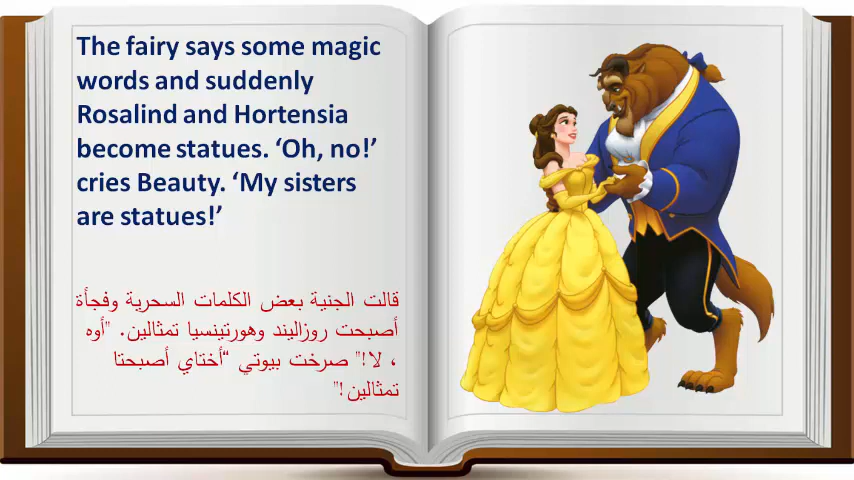 The fairy says some magic
words and suddenly
Rosalind and Hortensia
become statues. ‘Oh, no!’
cries Beauty. ‘My sisters
are statues!’
قالت الجنية بعض الكلمات السحرية وفجأة
أصبحت روزاليند وهورتينسيا تمثالين. "أوه
، لا!" صرخت بيوتي “أختاي أصبحتا
تمثالين!"